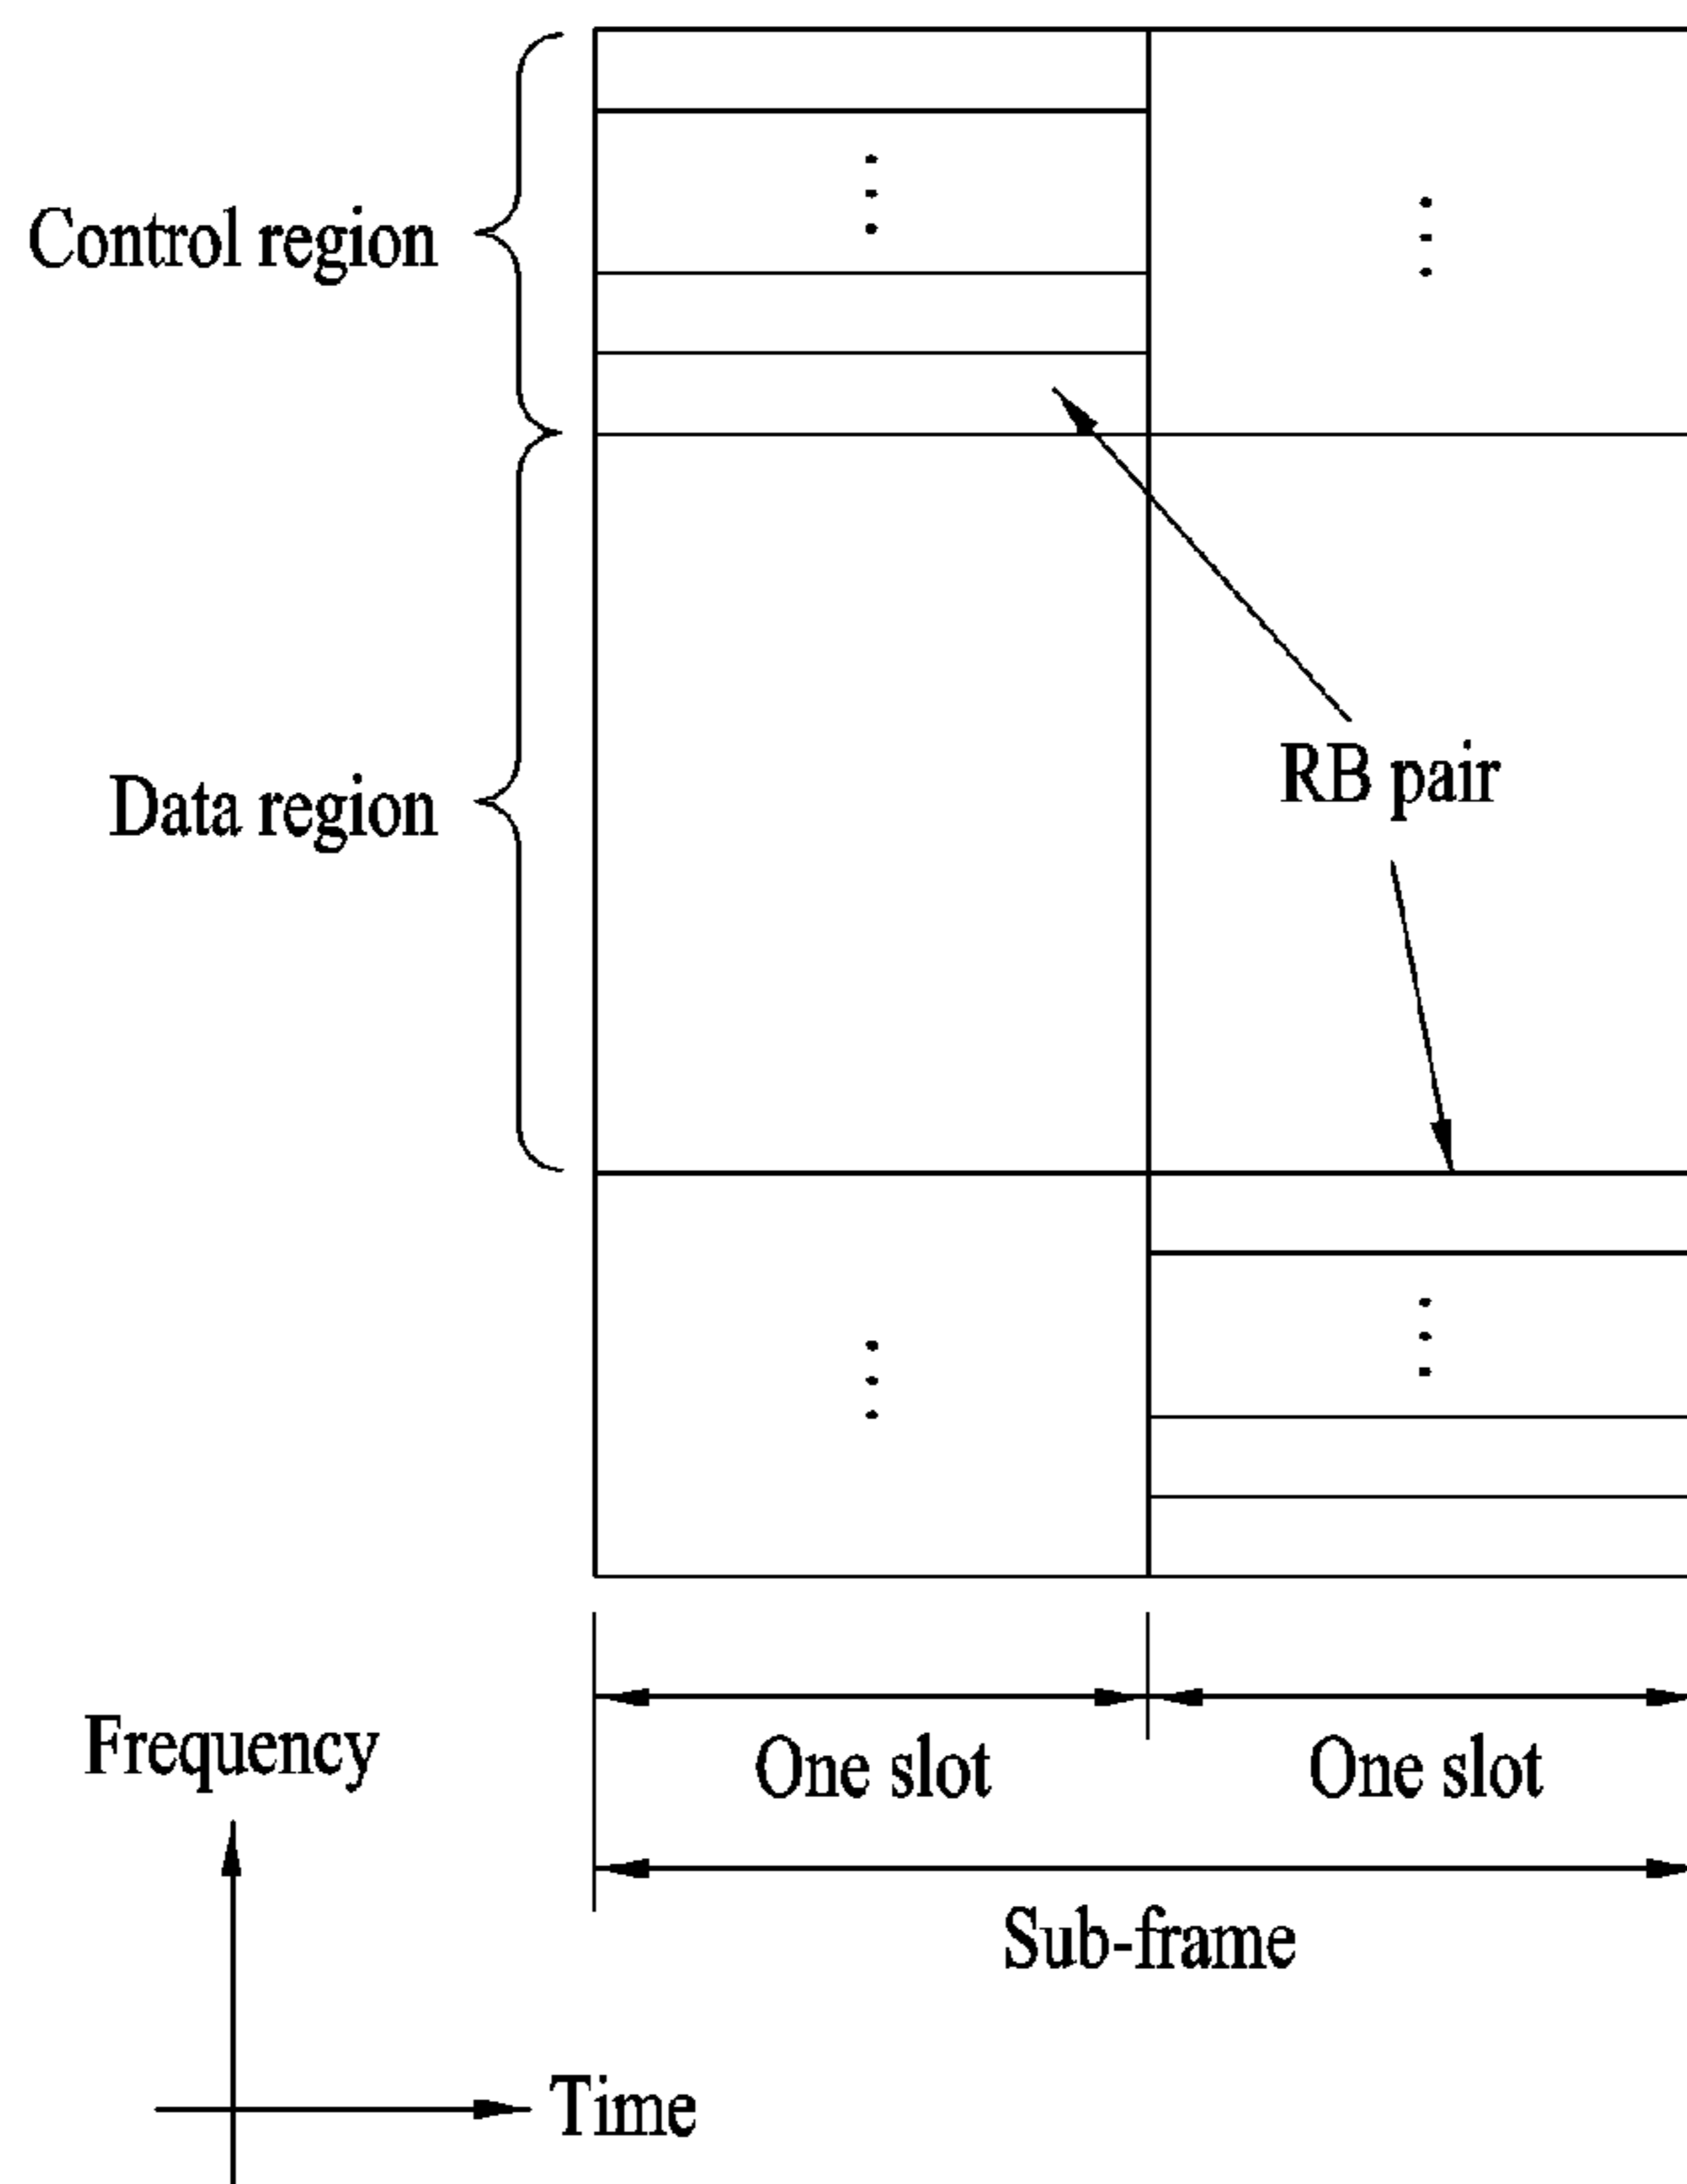 Control region
Data region
RB pair
One slot
One slot
Frequency
Sub-frame
Time